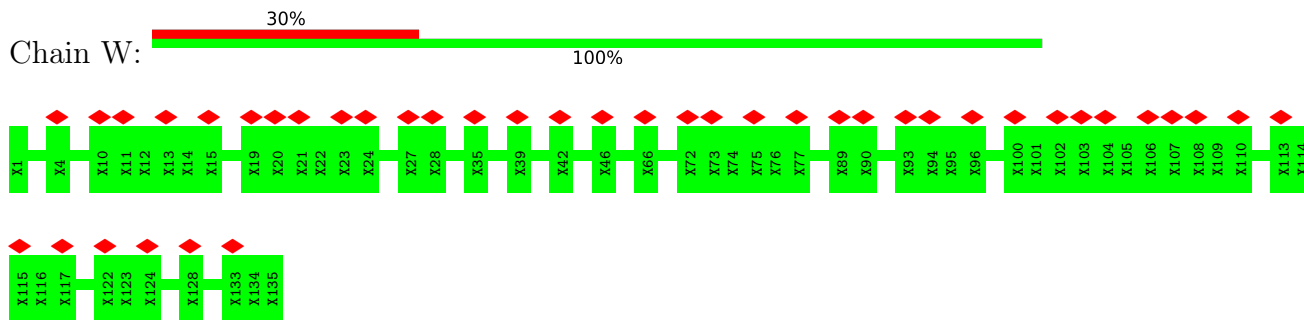 30%
Chain W:
100%
X1 X4 X10 X11 X12 X13 X14 X15 X19 X20 X21 X22 X23 X24 X27 X28 X35 X39 X42 X46 X66 X72 X73 X74 X75 X76 X77 X89 X90 X93 X94 X95 X96 X100 X101 X102 X103 X104 X105 X106 X107 X108 X109 X110 X113 X114
X115 X116 X117 X122 X123 X124 X128 X133 X134 X135